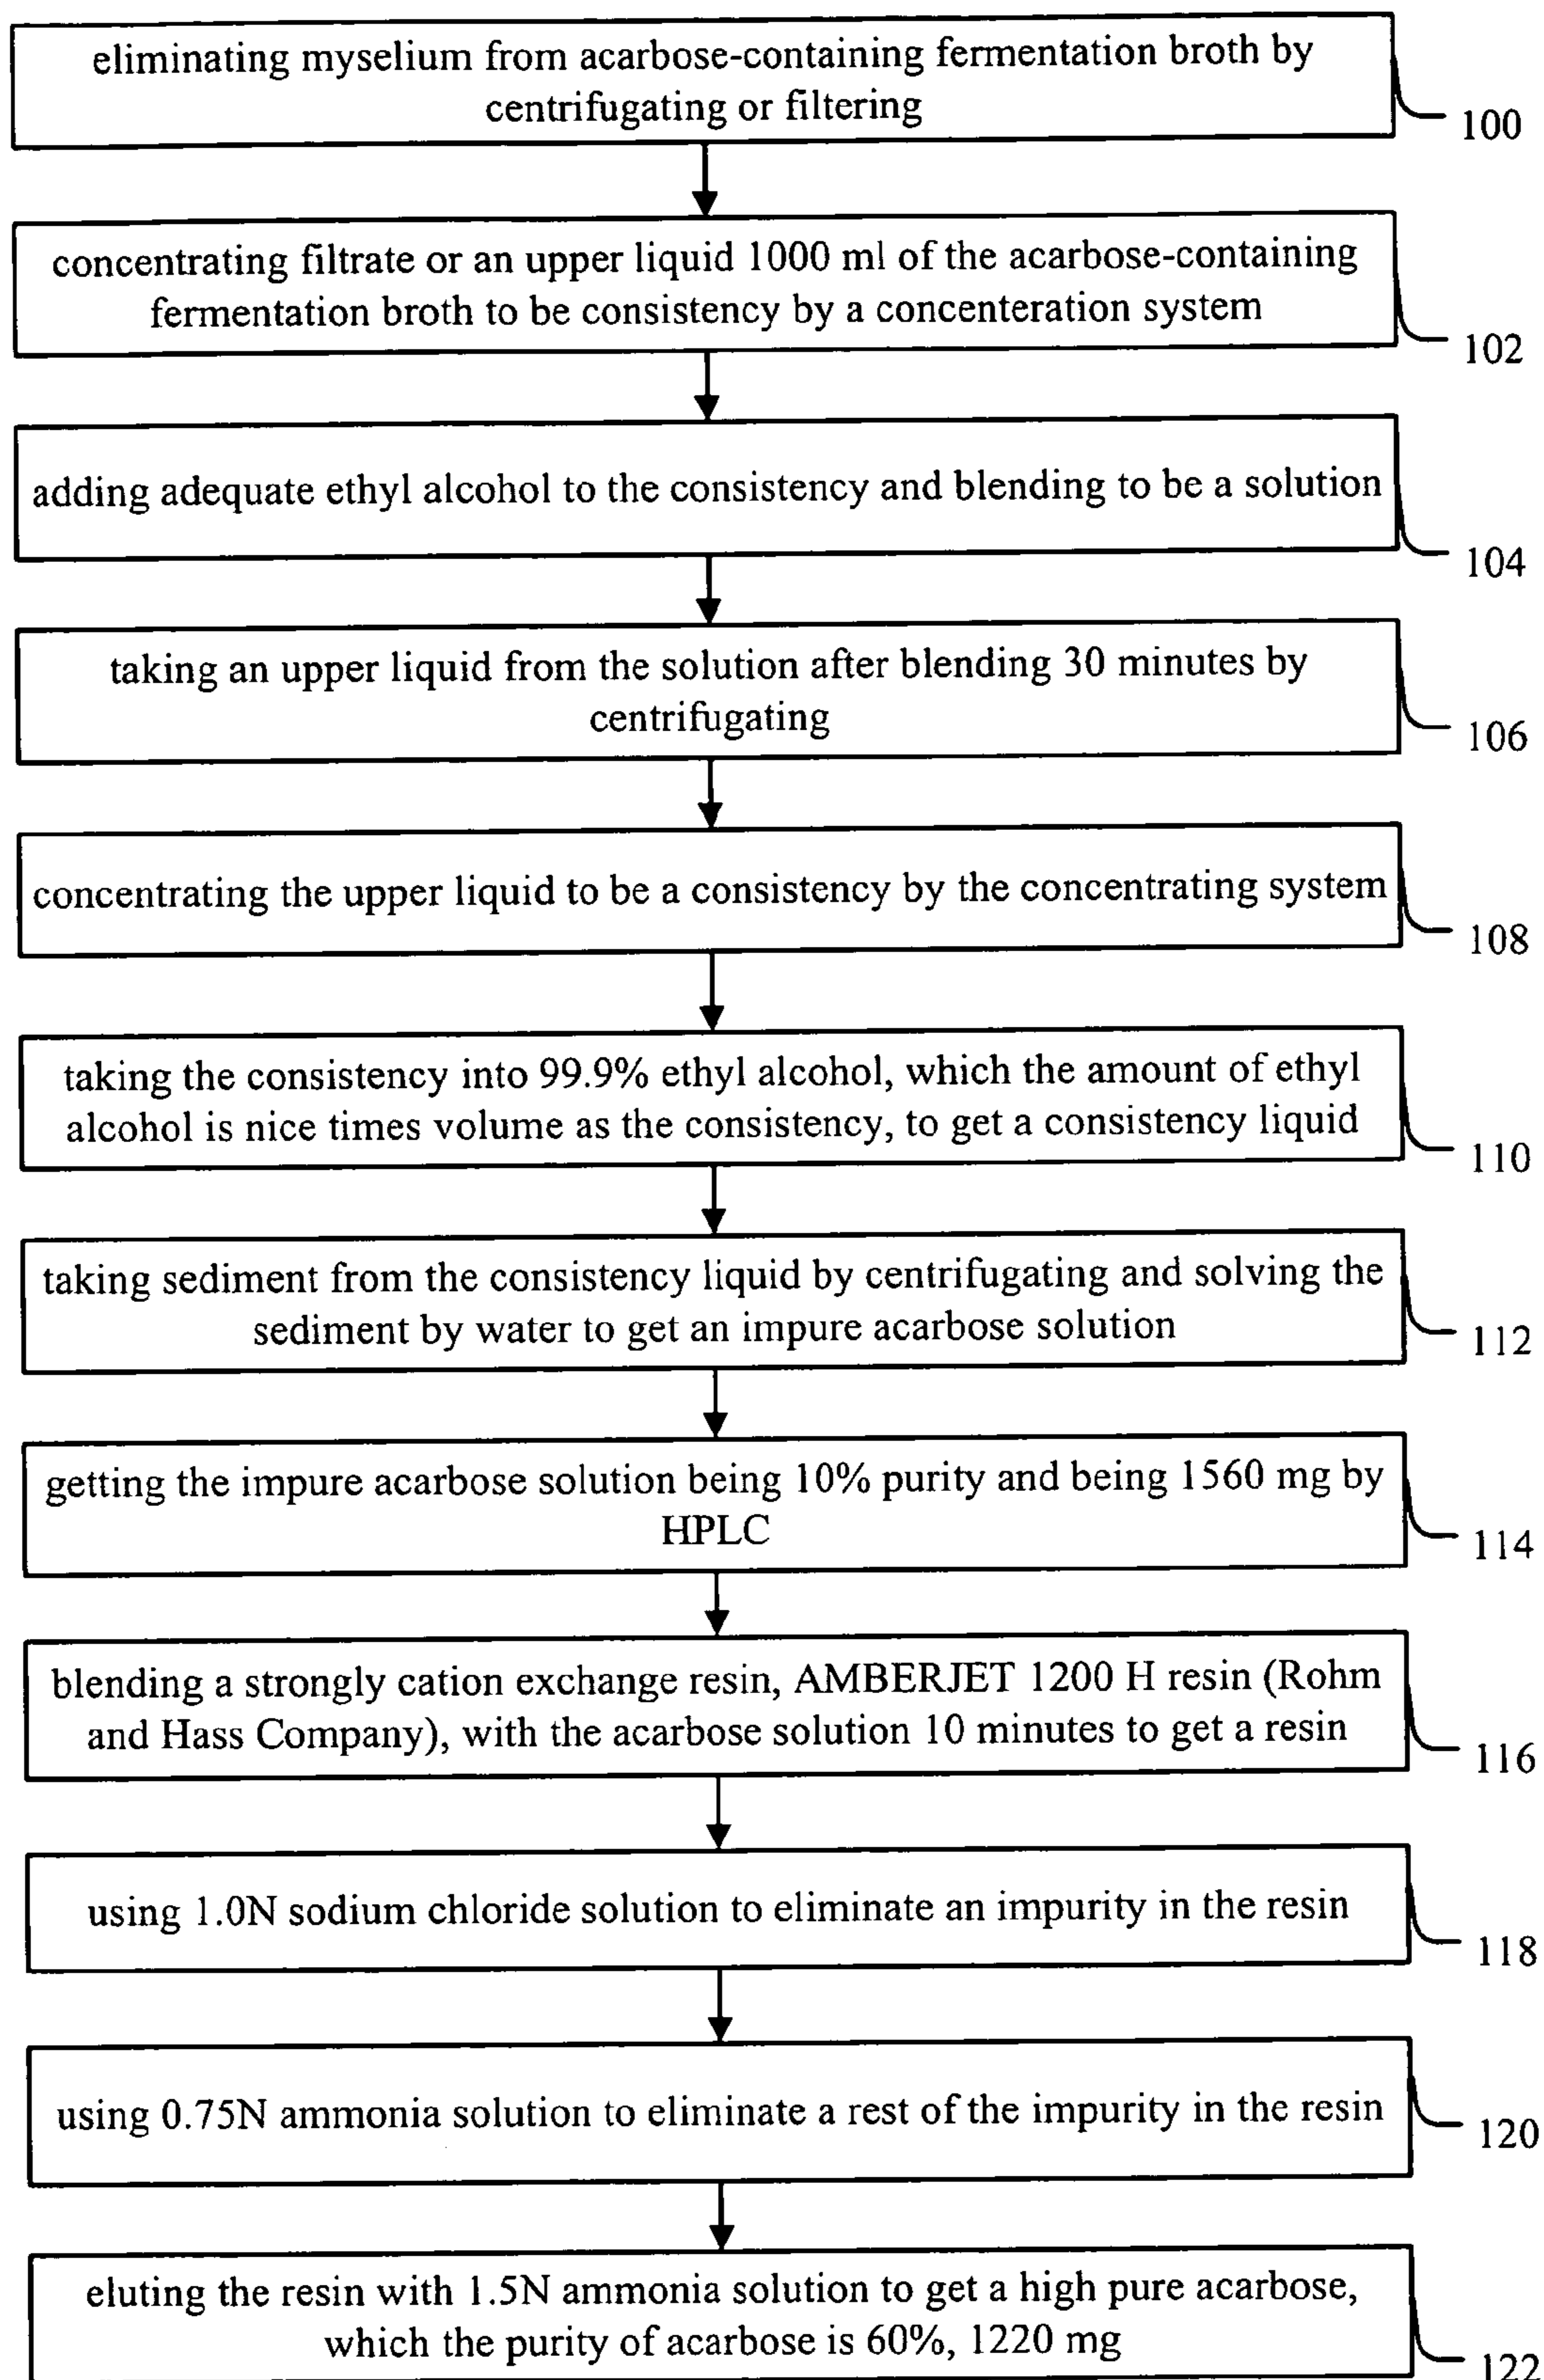 eliminating myselium from acarbose-containing fermentation broth by
centrifugating or filtering
100
concentrating filtrate or an upper liquid 1000 ml of the acarbose-containing
fermentation broth to be consistency by a concenteration system
102
adding adequate ethyl alcohol to the consistency and blending to be a solution
104
taking an upper liquid from the solution after blending 30 minutes by
centrifugating
106
concentrating the upper liquid to be a consistency by the concentrating system
108
taking the consistency into 99.9% ethyl alcohol, which the amount of ethyl
alcohol is nice times volume as the consistency, to get a consistency liquid
110
taking sediment from the consistency liquid by centrifugating and solving the
sediment by water to get an impure acarbose solution
112
getting the impure acarbose solution being 10% purity and being 1560 mg by
HPLC
114
blending a strongly cation exchange resin, AMBERJET 1200 H resin (Rohm
and Hass Company), with the acarbose solution 10 minutes to get a resin
116
using 1.0N sodium chloride solution to eliminate an impurity in the resin
118
using 0.75N ammonia solution to eliminate a rest of the impurity in the resin
120
eluting the resin with 1.5N ammonia solution to get a high pure acarbose,
which the purity of acarbose is 60%, 1220 mg
122